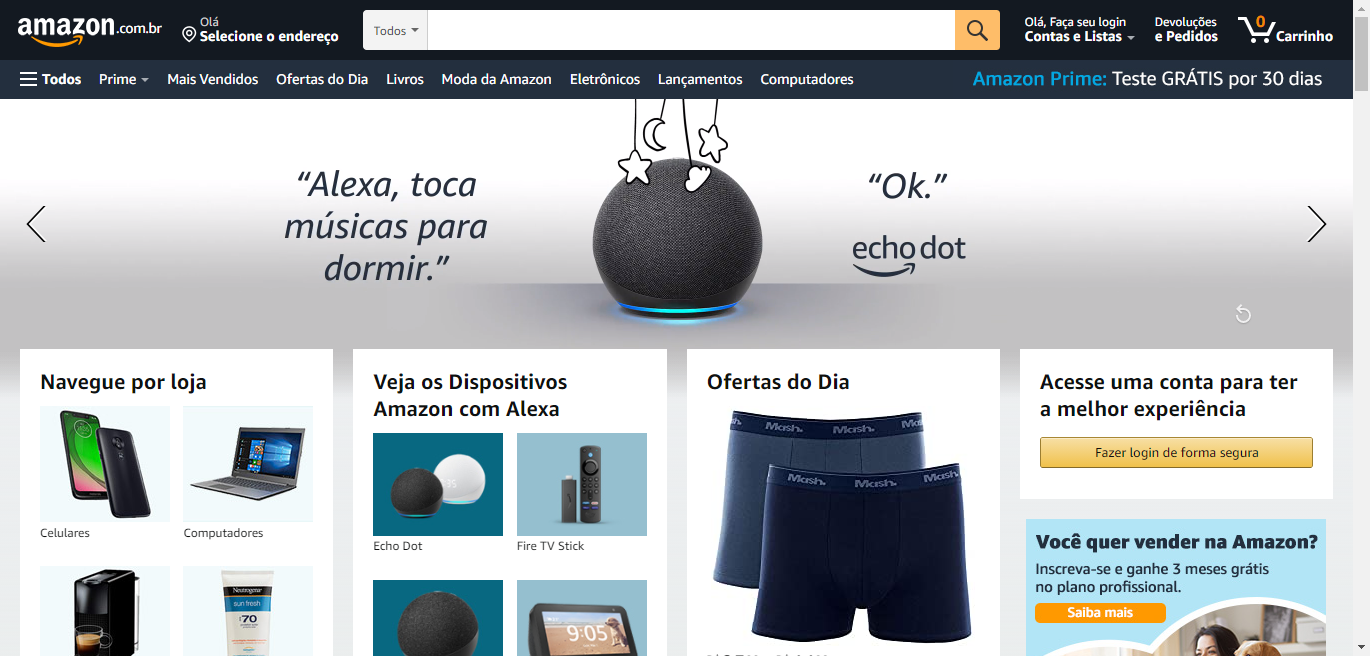 amazon.com.br
Olá
Selecione o endereço
Todos
Olá, Faça seu login
Contas e Listas
Devoluções
e Pedidos
0
Carrinho
Todos
Prime
Mais Vendidos
Ofertas do Dia
Livros
Moda da Amazon
Eletrônicos
Lançamentos
Computadores
Amazon Prime: Teste GRÁTIS por 30 dias
“Alexa, toca
músicas para
dormir.”
“Ok.”
echo dot
Navegue por loja
Celulares
Computadores
Neutrogena
sun fresh
70
Veja os Dispositivos
Amazon com Alexa
Echo Dot
Fire TV Stick
9:05
Ofertas do Dia
Mash.
Mash.
Mash.
Mash.
Mash.
Acesse uma conta para ter
a melhor experiência
Fazer login de forma segura
Você quer vender na Amazon?
Inscreva-se e ganhe 3 meses grátis
no plano profissional.
Saiba mais